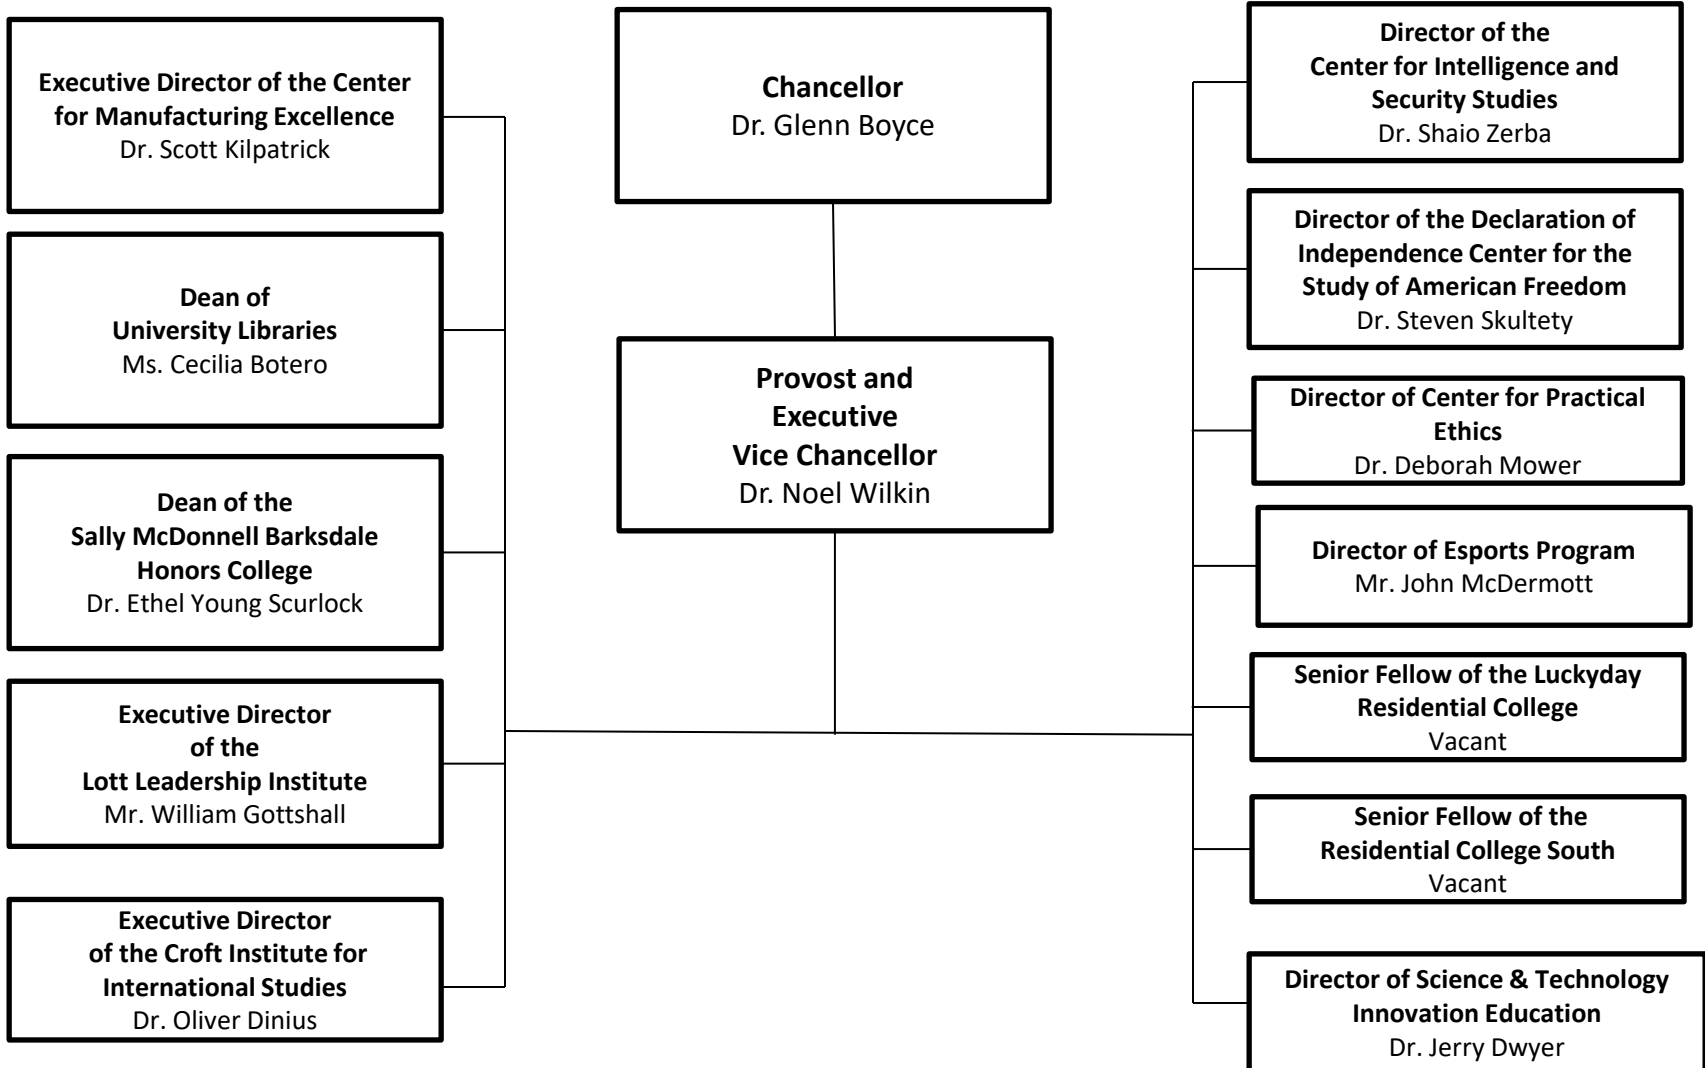 Executive Director of the Center
for Manufacturing Excellence
Dr. Scott Kilpatrick
Dean of
University Libraries
Ms. Cecilia Botero
Dean of the
Sally McDonnell Barksdale
Honors College
Dr. Ethel Young Scurlock
Executive Director
of the
Lott Leadership Institute
Mr. William Gottshall
Executive Director
of the Croft Institute for
International Studies
Dr. Oliver Dinius
Chancellor
Dr. Glenn Boyce
Provost and
Executive
Vice Chancellor
Dr. Noel Wilkin
Director of the
Center for Intelligence and
Security Studies
Dr. Shaio Zerba
Director of the Declaration of
Independence Center for the
Study of American Freedom
Dr. Steven Skultety
Director of Center for Practical
Ethics
Dr. Deborah Mower
Director of Esports Program
Mr. John McDermott
Senior Fellow of the Luckyday
Residential College
Vacant
Senior Fellow of the
Residential College South
Vacant
Director of Science & Technology
Innovation Education
Dr. Jerry Dwyer